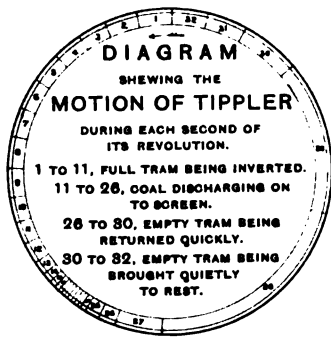 DIAGRAM
SHEWING THE
MOTION OF TIPPLER
DURING EACH SECOND OF
ITS REVOLUTION.
1 TO 11, FULL TRAM BEING INVERTED.
11 TO 26, COAL DISCHARGING ON
TO SCREEN.
26 TO 30, EMPTY TRAM BEING
RETURNED QUICKLY.
30 TO 32, EMPTY TRAM BEING
BROUGHT QUIETLY
TO REST.